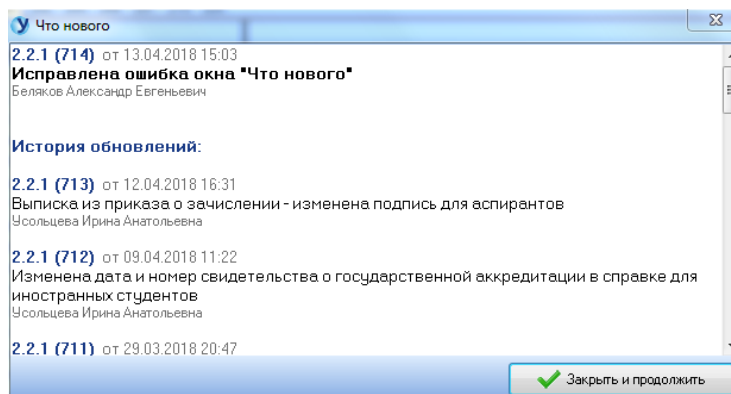 Что нового
2.2.1 (714) от 13.04.2018 15:03
Исправлена ошибка окна "Что нового"
Беляков Александр Евгеньевич
История обновлений:
2.2.1 (713) от 12.04.2018 16:31
Выписка из приказа о зачислении - изменена подпись для аспирантов
Усольцева Ирина Анатольевна
2.2.1 (712) от 09.04.2018 11:22
Изменена дата и номер свидетельства о государственной аккредитации в справке для
иностранных студентов
Усольцева Ирина Анатольевна
2.2.1 (711) от 29.03.2018 20:47
Закрыть и продолжить